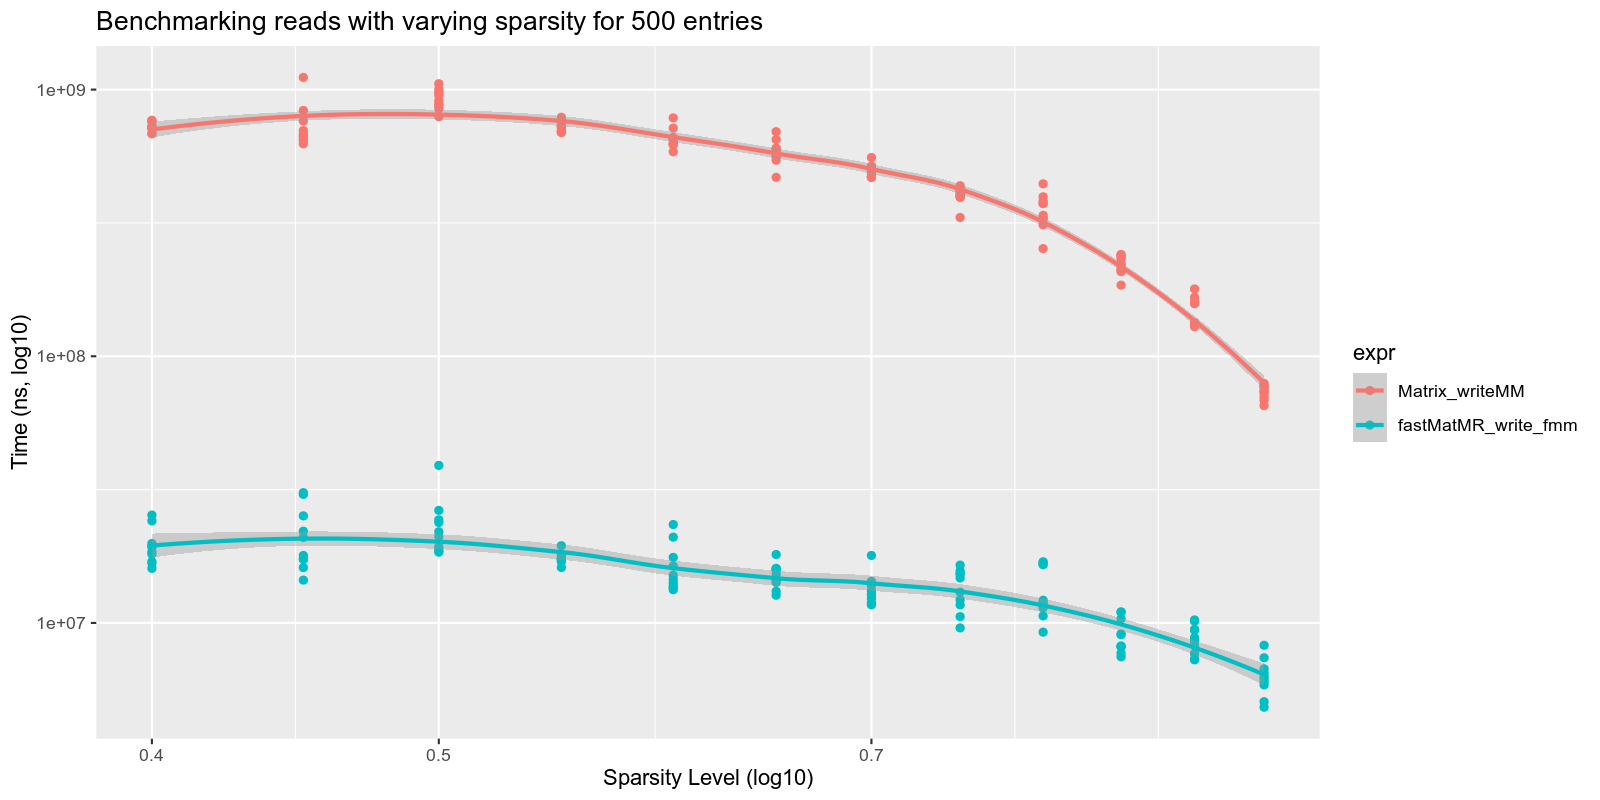 Benchmarking reads with varying sparsity for 500 entries
1e+09
1e+08
1e+07
Time (ns, log10)
0.4
0.5
0.7
Sparsity Level (log10)
expr
Matrix_writeMM
fastMatMR_write_fmm